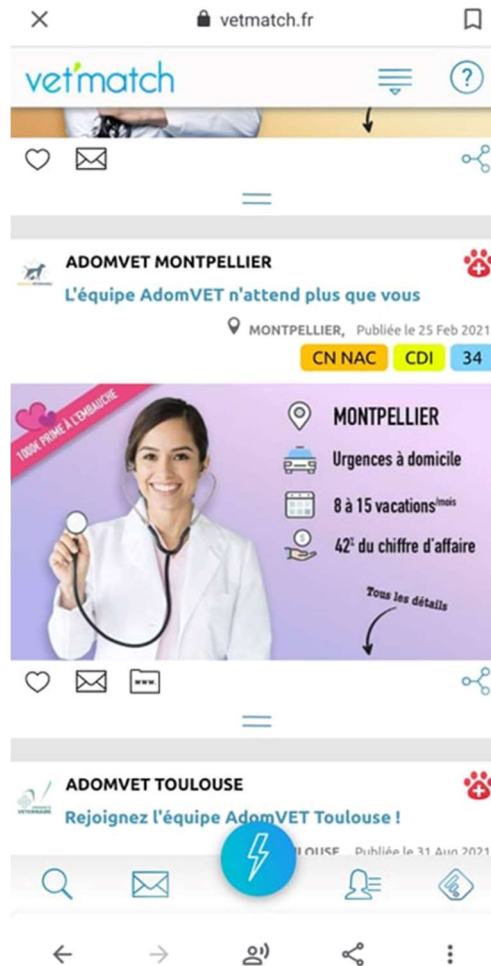 vetmatch.fr
vet'match
?
ADOMVET MONTPELLIER
L'équipe AdomVET n'attend plus que vous
MONTPELLIER, Publiée le 25 Feb 2021
CN NAC CDI 34
1000€ PRIME À L'EMBAUCHE
MONTPELLIER
Urgences à domicile
8 à 15 vacations/mois
42% du chiffre d'affaire
Tous les détails
www.
ADOMVET TOULOUSE
Rejoignez l'équipe AdomVET Toulouse !
Publiée le 31 Aug 2021